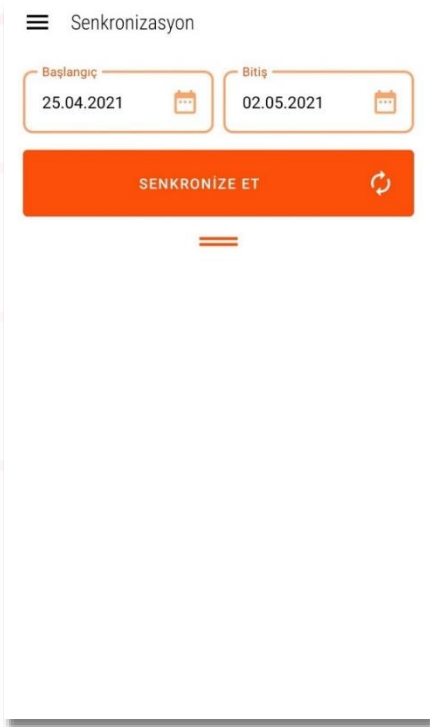 Senkronizasyon
Başlangıç Bitiş
25.04.2021 02.05.2021
SENKRONİZE ET